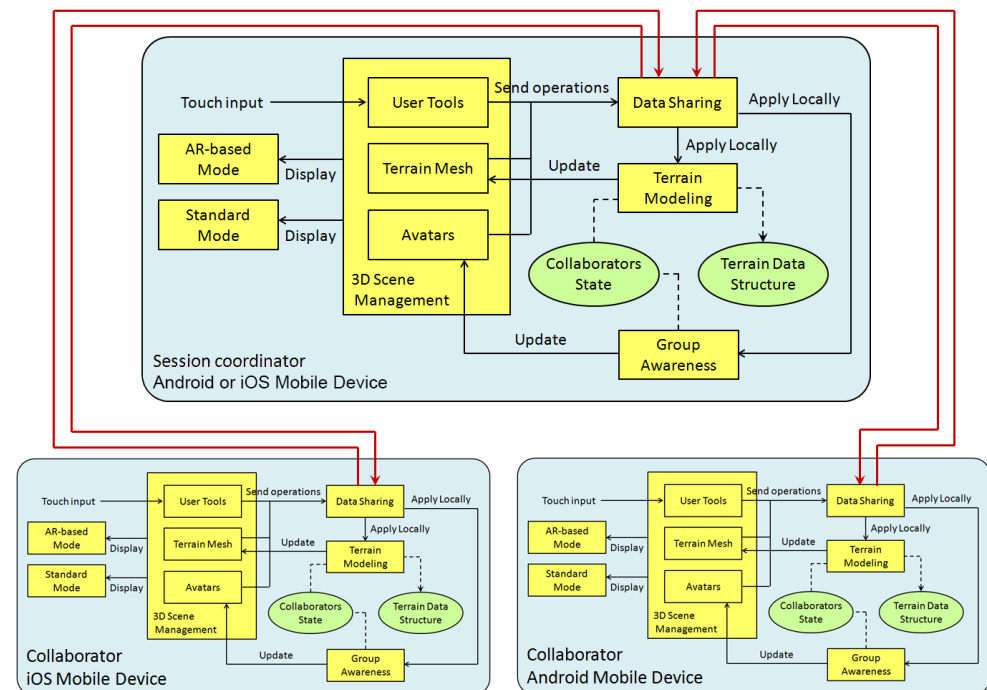 Touch input
User Tools
Send operations
Data Sharing
Apply Locally
Apply Locally
AR-based
Mode
Display
Terrain Mesh
Update
Terrain
Modeling
Standard
Mode
Display
Avatars
3D Scene
Management
Collaborators
State
Terrain Data
Structure
Update
Group
Awareness
Session coordinator
Android or iOS Mobile Device
Touch input
User Tools
Send operations
Data Sharing
Apply Locally
Apply Locally
AR-based
Mode
Display
Terrain Mesh
Update
Terrain
Modeling
Standard
Mode
Display
Avatars
3D Scene
Management
Collaborators
State
Terrain Data
Structure
Update
Group
Awareness
Collaborator
iOS Mobile Device
Touch input
User Tools
Send operations
Data Sharing
Apply Locally
Apply Locally
AR-based
Mode
Display
Terrain Mesh
Update
Terrain
Modeling
Standard
Mode
Display
Avatars
3D Scene
Management
Collaborators
State
Terrain Data
Structure
Update
Group
Awareness
Collaborator
Android Mobile Device